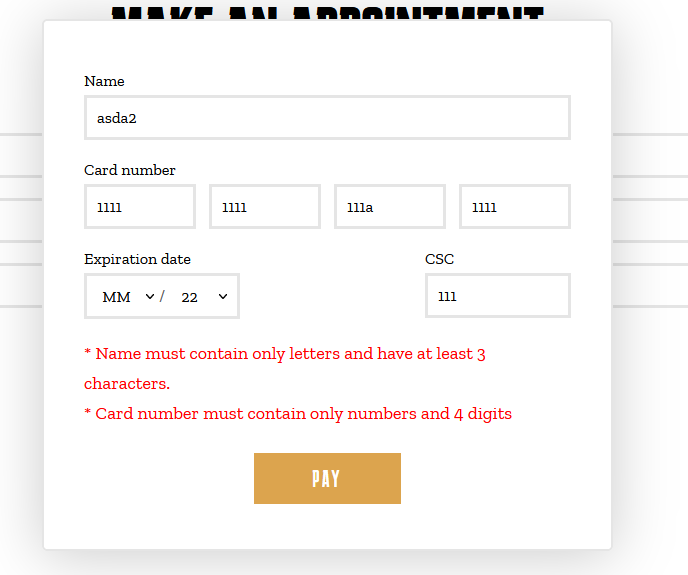 MAKE AN APPOINTMENT
Name
asda2
Card number
1111 1111 111a 1111
Expiration date CSC
MM / 22 111
* Name must contain only letters and have at least 3
characters.
* Card number must contain only numbers and 4 digits
PAY